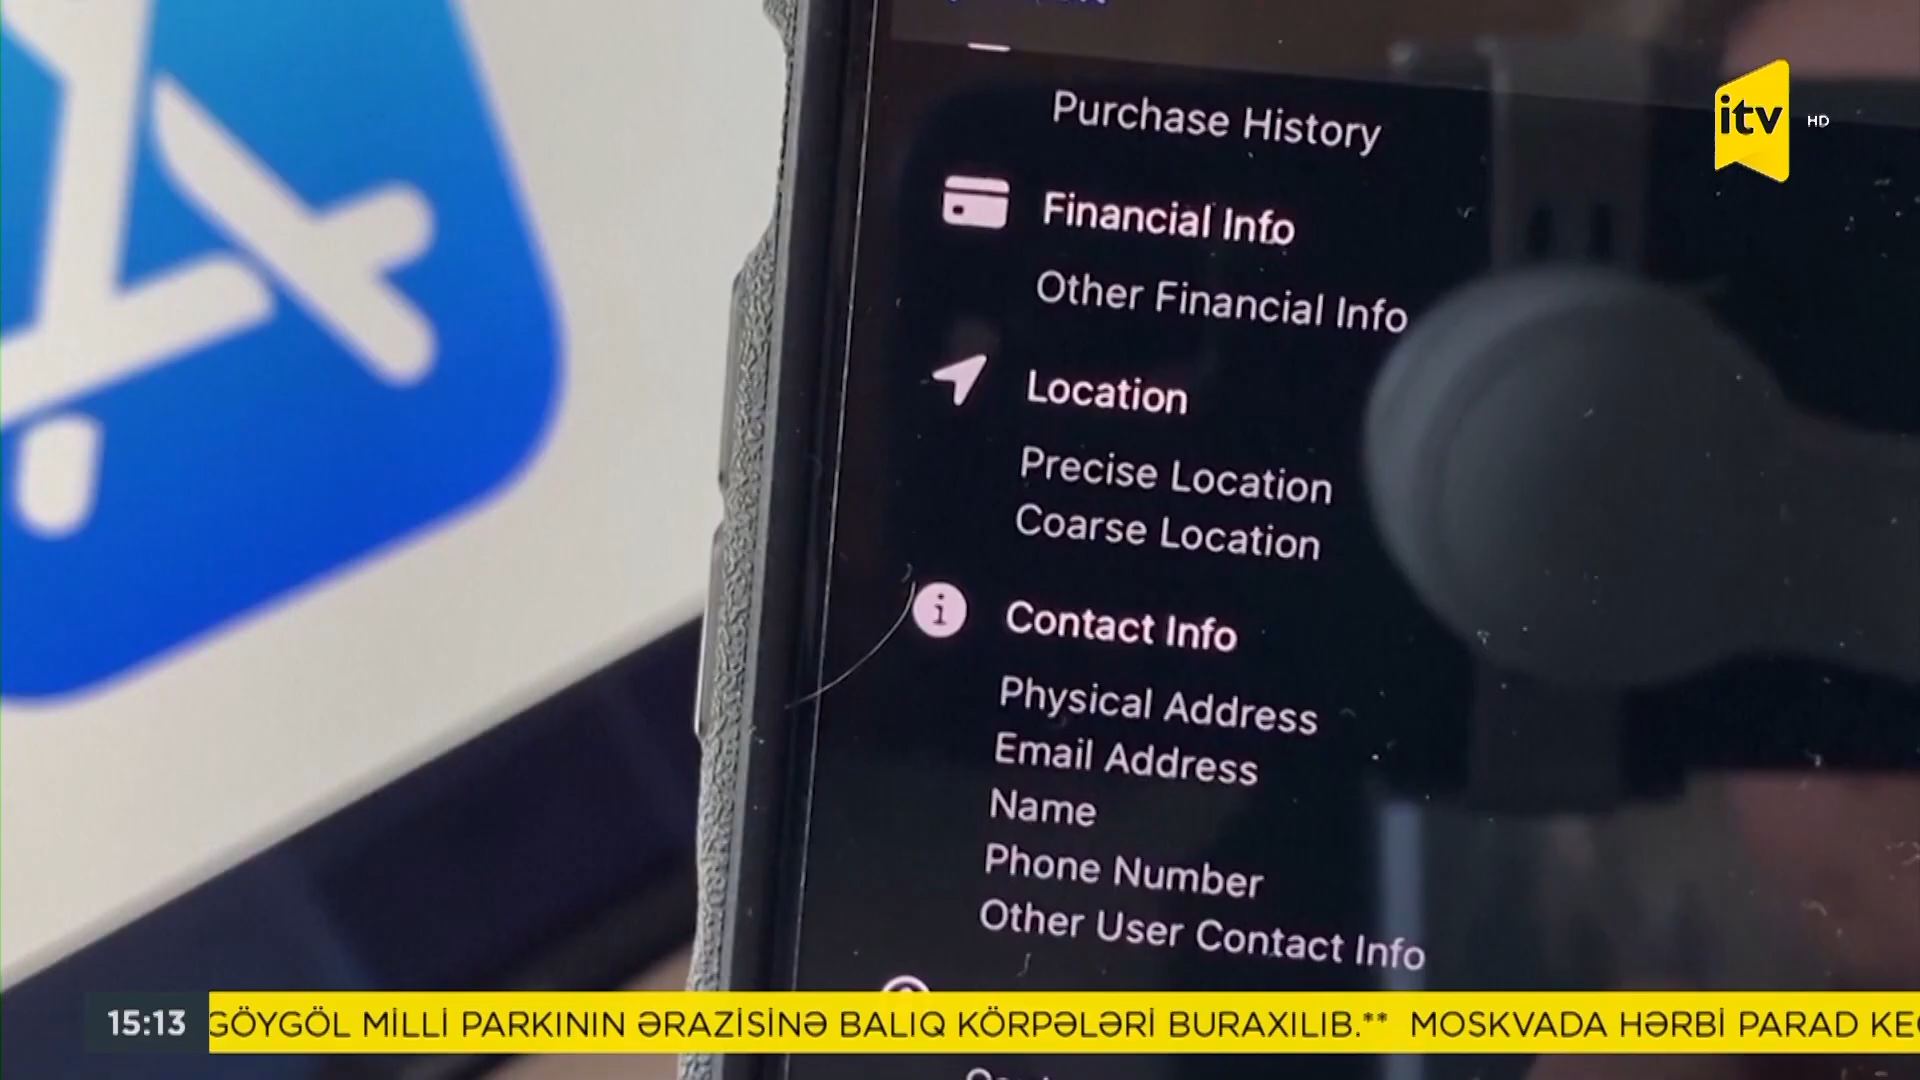 Purchase History
itv HD
Financial Info
Other Financial Info
Location
Precise Location
Coarse Location
Contact Info
Physical Address
Email Address
Name
Phone Number
Other User Contact Info
15:13 GÖYGÖL MİLLİ PARKININ ƏRAZİSİNƏ BALIQ KÖRPƏLƏRİ BURAXILIB.** MOSKVADA HƏRBİ PARAD